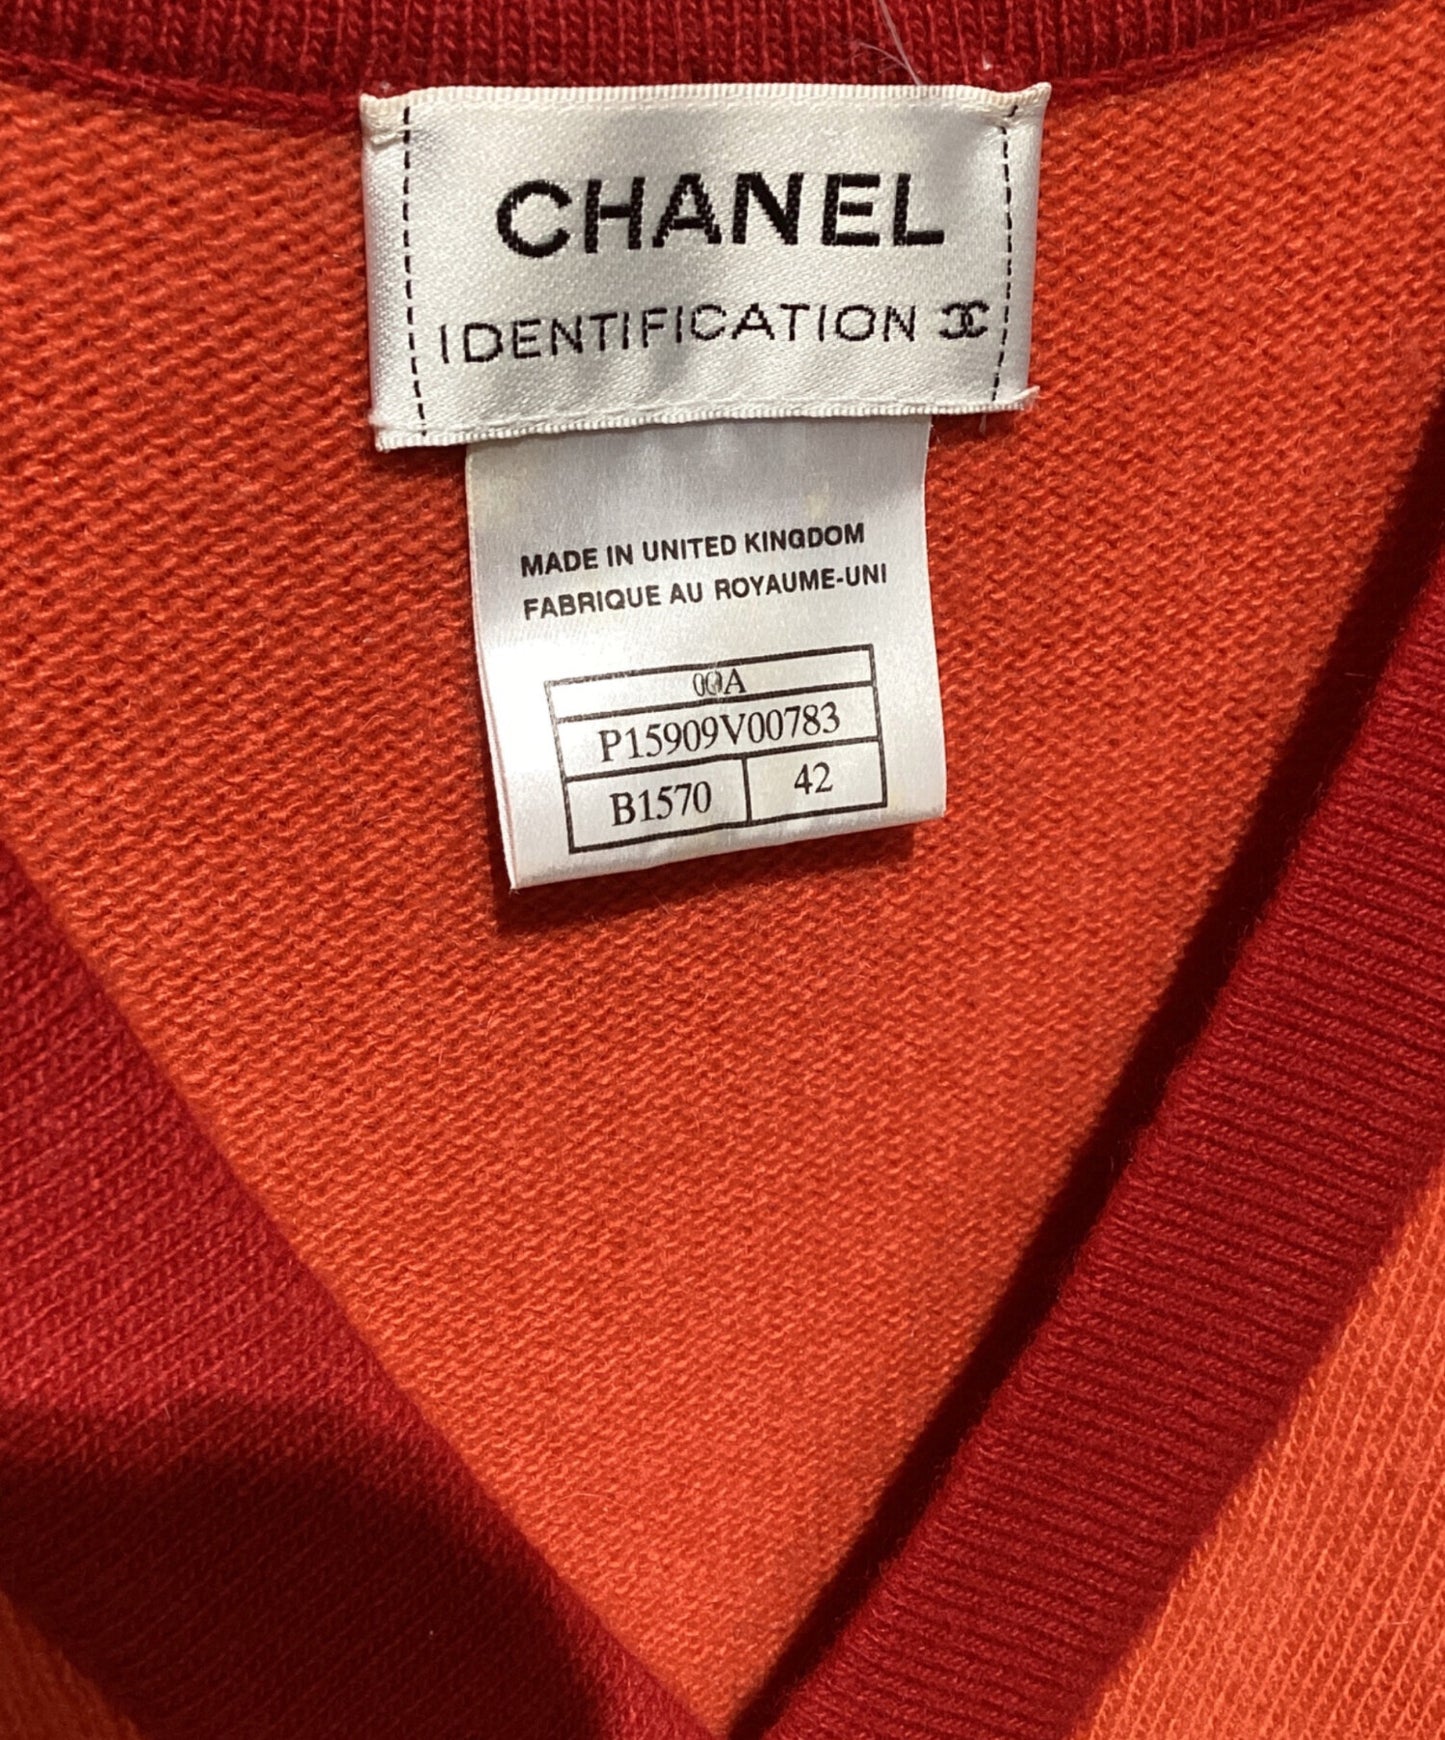 CHANEL
IDENTIFICATION
MADE IN UNITED KINGDOM
FABRIQUE AU ROYAUME-UNI
00A
P15909V00783
B1570 42